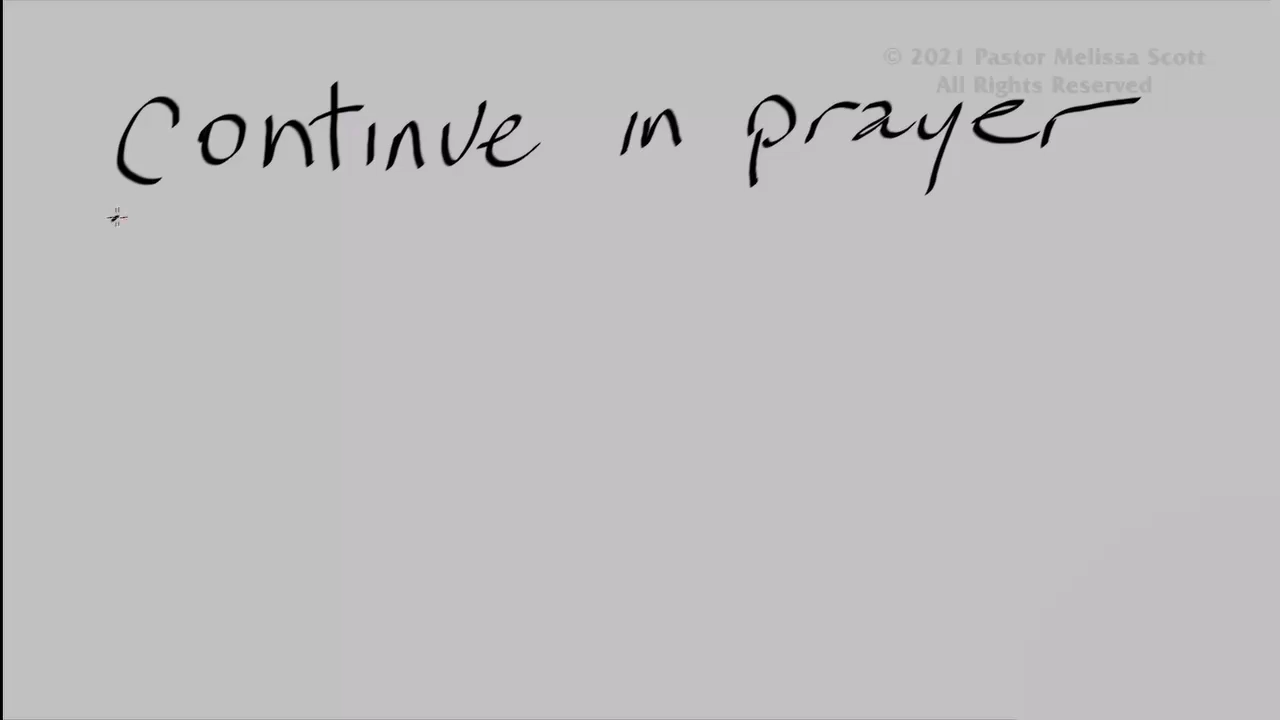 © 2021 Pastor Melissa Scott
All Rights Reserved
Continue in prayer